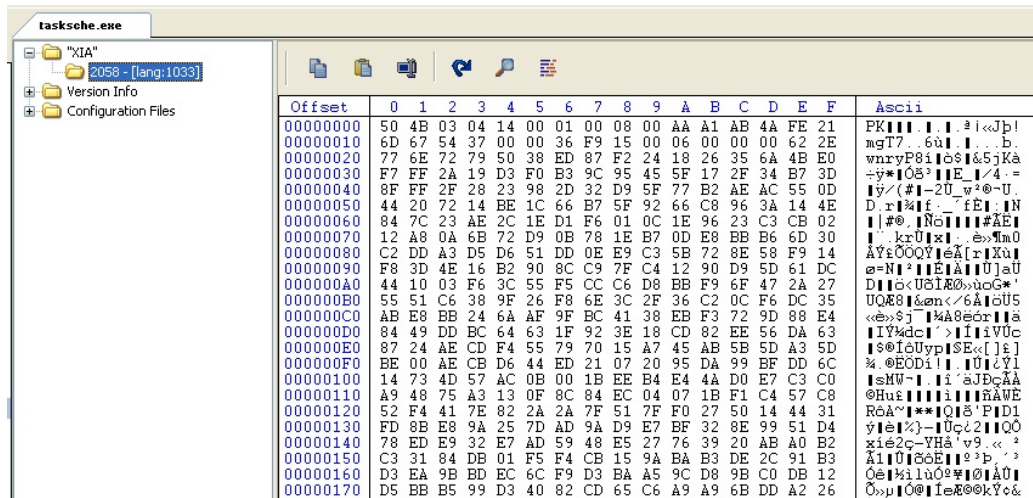 tasksche.exe
"XIA"
2058 - [lang:1033]
Version Info
Configuration Files
Offset 0 1 2 3 4 5 6 7 8 9 A B C D E F Ascii
00000000 50 4B 03 04 14 00 01 00 08 00 AA A1 AB 4A FE 21
00000010 6D 67 54 37 00 00 36 F9 15 00 06 00 00 00 62 2E
00000020 77 6E 72 79 50 38 ED 87 F2 24 18 26 35 6A 4B E0
00000030 F7 FF 2A 19 D3 F0 B3 9C 95 45 5F 17 2F 34 B7 3D
00000040 8F FF 2F 28 23 98 2D 32 D9 5F 77 B2 AE AC 55 0D
00000050 44 20 72 14 BE 1C 66 B7 5F 92 66 C8 96 3A 14 4E
00000060 84 7C 23 AE 2C 1E D1 F6 01 0C 1E 96 23 C3 CB 02
00000070 12 A8 0A 6B 72 D9 0B 78 1E B7 0D E8 BB B6 6D 30
00000080 C2 DD A3 D5 D6 51 DD 0E E9 C3 5B 72 8E 58 F9 14
00000090 F8 3D 4E 16 B2 90 8C C9 7F C4 12 90 D9 5D 61 DC
000000A0 44 10 03 F6 3C 55 F5 CC C6 D8 BB F9 6F 47 2A 27
000000B0 55 51 C6 38 9F 26 F8 6E 3C 2F 36 C2 0C F6 DC 35
000000C0 AB E8 BB 24 6A AF 9F BC 41 38 EB F3 72 9D 88 E4
000000D0 84 49 DD BC 64 63 1F 92 3E 18 CD 82 EE 56 DA 63
000000E0 87 24 AE CD F4 55 79 70 15 A7 45 AB 5B 5D A3 5D
000000F0 BE 00 AE CB D6 44 ED 21 07 20 95 DA 99 BF DD 6C
00000100 14 73 4D 57 AC 0B 00 1B EE B4 E4 4A D0 E7 C3 C0
00000110 A9 48 75 A3 13 0F 8C 84 EC 04 07 1B F1 C4 57 C8
00000120 52 F4 41 7E 82 2A 2A 7F 51 7F F0 27 50 14 44 31
00000130 FD 8B E8 9A 25 7D AD 9A D9 E7 BF 32 8E 99 51 D4
00000140 78 ED E9 32 E7 AD 59 48 E5 27 76 39 20 AB A0 B2
00000150 C3 31 84 DB 01 F5 F4 CB 15 9A BA B3 DE 2C 91 B3
00000160 D3 EA 9B BD EC 6C F9 D3 BA A5 9C D8 9B C0 DB 12
00000170 D5 BB B5 99 D3 40 82 CD 65 C6 A9 A9 6B DD A2 26